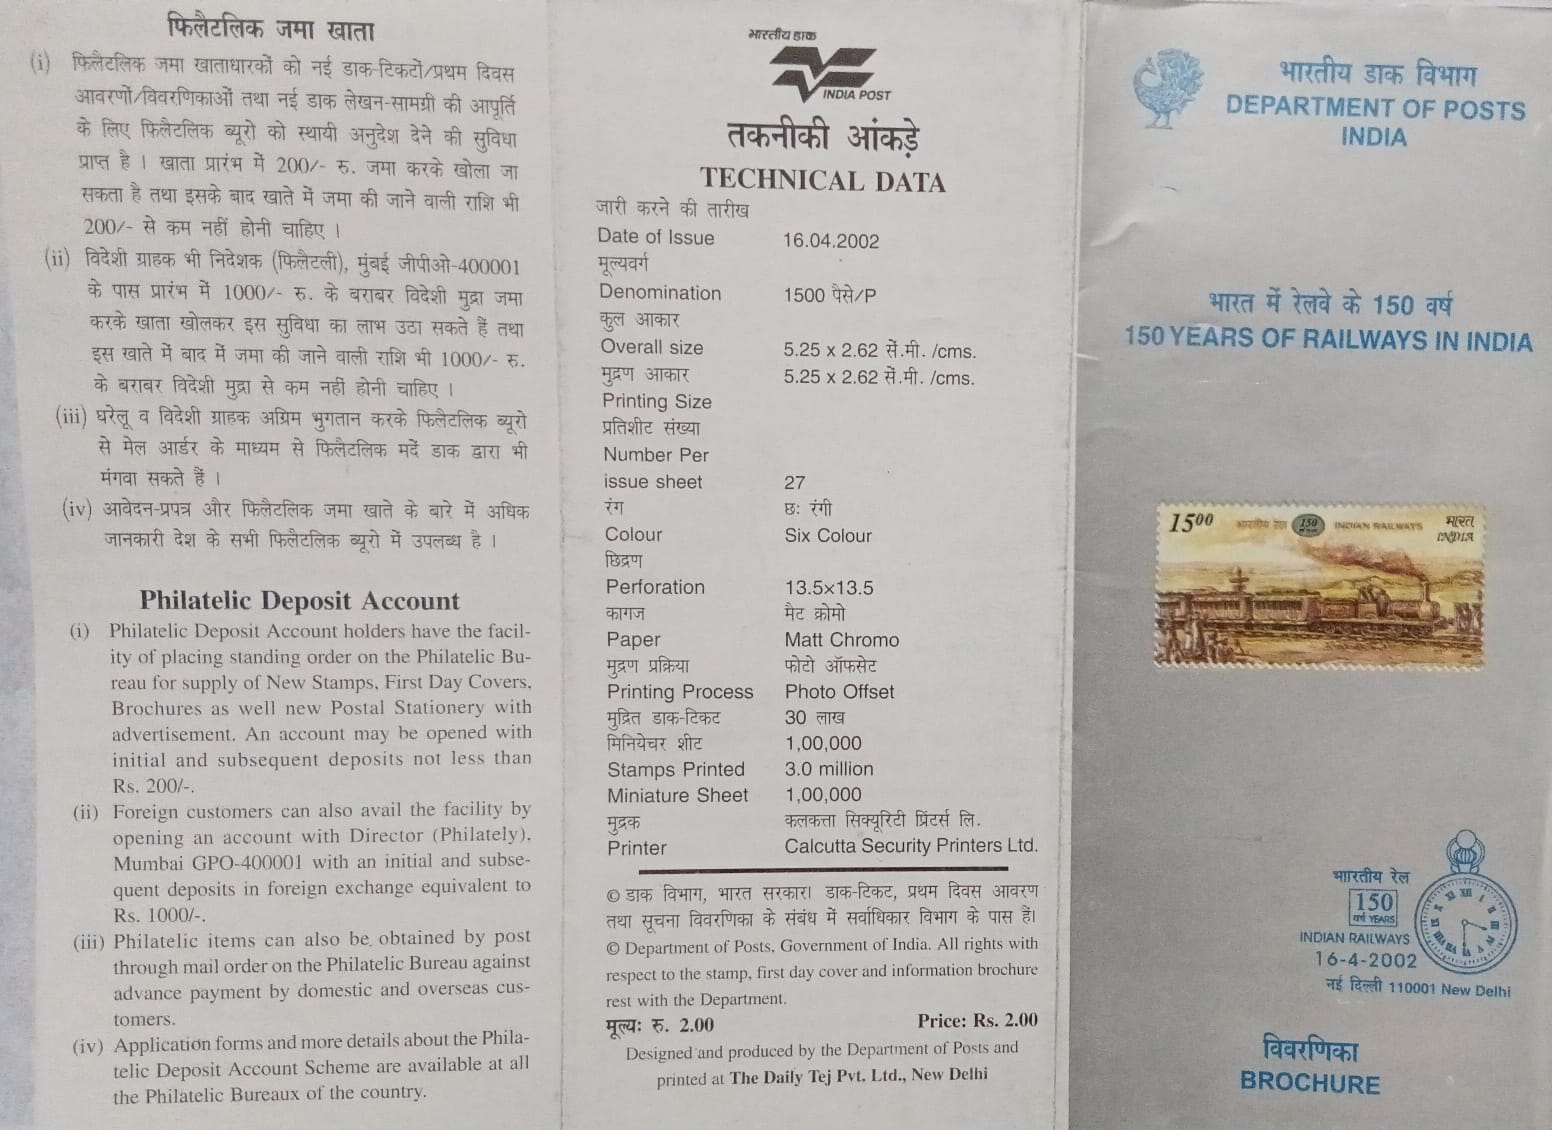 फिलैटलिक जमा खाता
(i) फिलैटलिक जमा खाताधारकों को नई डाक-टिकटों/प्रथम दिवस
आवरणों/विवरणिकाओं तथा नई डाक लेखन-सामग्री की आपूर्ति
के लिए फिलैटलिक ब्यूरो को स्थायी अनुदेश देने की सुविधा
प्राप्त है । खाता प्रारंभ में 200/- रु. जमा करके खोला जा
सकता है तथा इसके बाद खाते में जमा की जाने वाली राशि भी
200/- से कम नहीं होनी चाहिए ।
(ii) विदेशी ग्राहक भी निदेशक (फिलैटली), मुंबई जीपीओ-400001
के पास प्रारंभ में 1000/- रु. के बराबर विदेशी मुद्रा जमा
करके खाता खोलकर इस सुविधा का लाभ उठा सकते हैं तथा
इस खाते में बाद में जमा की जाने वाली राशि भी 1000/- रु.
के बराबर विदेशी मुद्रा से कम नहीं होनी चाहिए ।
(iii) घरेलू व विदेशी ग्राहक अग्रिम भुगतान करके फिलैटलिक ब्यूरो
से मेल आर्डर के माध्यम से फिलैटलिक मदें डाक द्वारा भी
मंगवा सकते हैं ।
(iv) आवेदन-प्रपत्र और फिलैटलिक जमा खाते के बारे में अधिक
जानकारी देश के सभी फिलैटलिक ब्यूरो में उपलब्ध है ।
Philatelic Deposit Account
(i) Philatelic Deposit Account holders have the facil-
ity of placing standing order on the Philatelic Bu-
reau for supply of New Stamps, First Day Covers,
Brochures as well new Postal Stationery with
advertisement. An account may be opened with
initial and subsequent deposits not less than
Rs. 200/-.
(ii) Foreign customers can also avail the facility by
opening an account with Director (Philately),
Mumbai GPO-400001 with an initial and subse-
quent deposits in foreign exchange equivalent to
Rs. 1000/-.
(iii) Philatelic items can also be obtained by post
through mail order on the Philatelic Bureau against
advance payment by domestic and overseas cus-
tomers.
(iv) Application forms and more details about the Phila-
telic Deposit Account Scheme are available at all
the Philatelic Bureaux of the country.
भारतीय डाक
INDIA POST
तकनीकी आंकड़े
TECHNICAL DATA
जारी करने की तारीख
Date of Issue 16.04.2002
मूल्यवर्ग
Denomination 1500 पैसे/P
कुल आकार
Overall size 5.25 x 2.62 सें.मी. /cms.
मुद्रण आकार 5.25 x 2.62 सें.मी. /cms.
Printing Size
प्रतिशीट संख्या
Number Per
issue sheet 27
रंग छः रंगी
Colour Six Colour
छिद्रण
Perforation 13.5x13.5
कागज मैट क्रोमो
Paper Matt Chromo
मुद्रण प्रक्रिया फोटो ऑफसेट
Printing Process Photo Offset
मुद्रित डाक-टिकट 30 लाख
मिनियेचर शीट 1,00,000
Stamps Printed 3.0 million
Miniature Sheet 1,00,000
मुद्रक कलकत्ता सिक्यूरिटी प्रिंटर्स लि.
Printer Calcutta Security Printers Ltd.
© डाक विभाग, भारत सरकार। डाक-टिकट, प्रथम दिवस आवरण
तथा सूचना विवरणिका के संबंध में सर्वाधिकार विभाग के पास हैं।
© Department of Posts, Government of India. All rights with
respect to the stamp, first day cover and information brochure
rest with the Department.
मूल्यः रु. 2.00 Price: Rs. 2.00
Designed and produced by the Department of Posts and
printed at The Daily Tej Pvt. Ltd., New Delhi
भारतीय डाक विभाग
DEPARTMENT OF POSTS
INDIA
भारत में रेलवे के 150 वर्ष
150 YEARS OF RAILWAYS IN INDIA
1500 भारतीय रेल 150 INDIAN RAILWAYS भारत
INDIA
भारतीय रेल
150
वर्ष YEARS
INDIAN RAILWAYS
16-4-2002
नई दिल्ली 110001 New Delhi
विवरणिका
BROCHURE